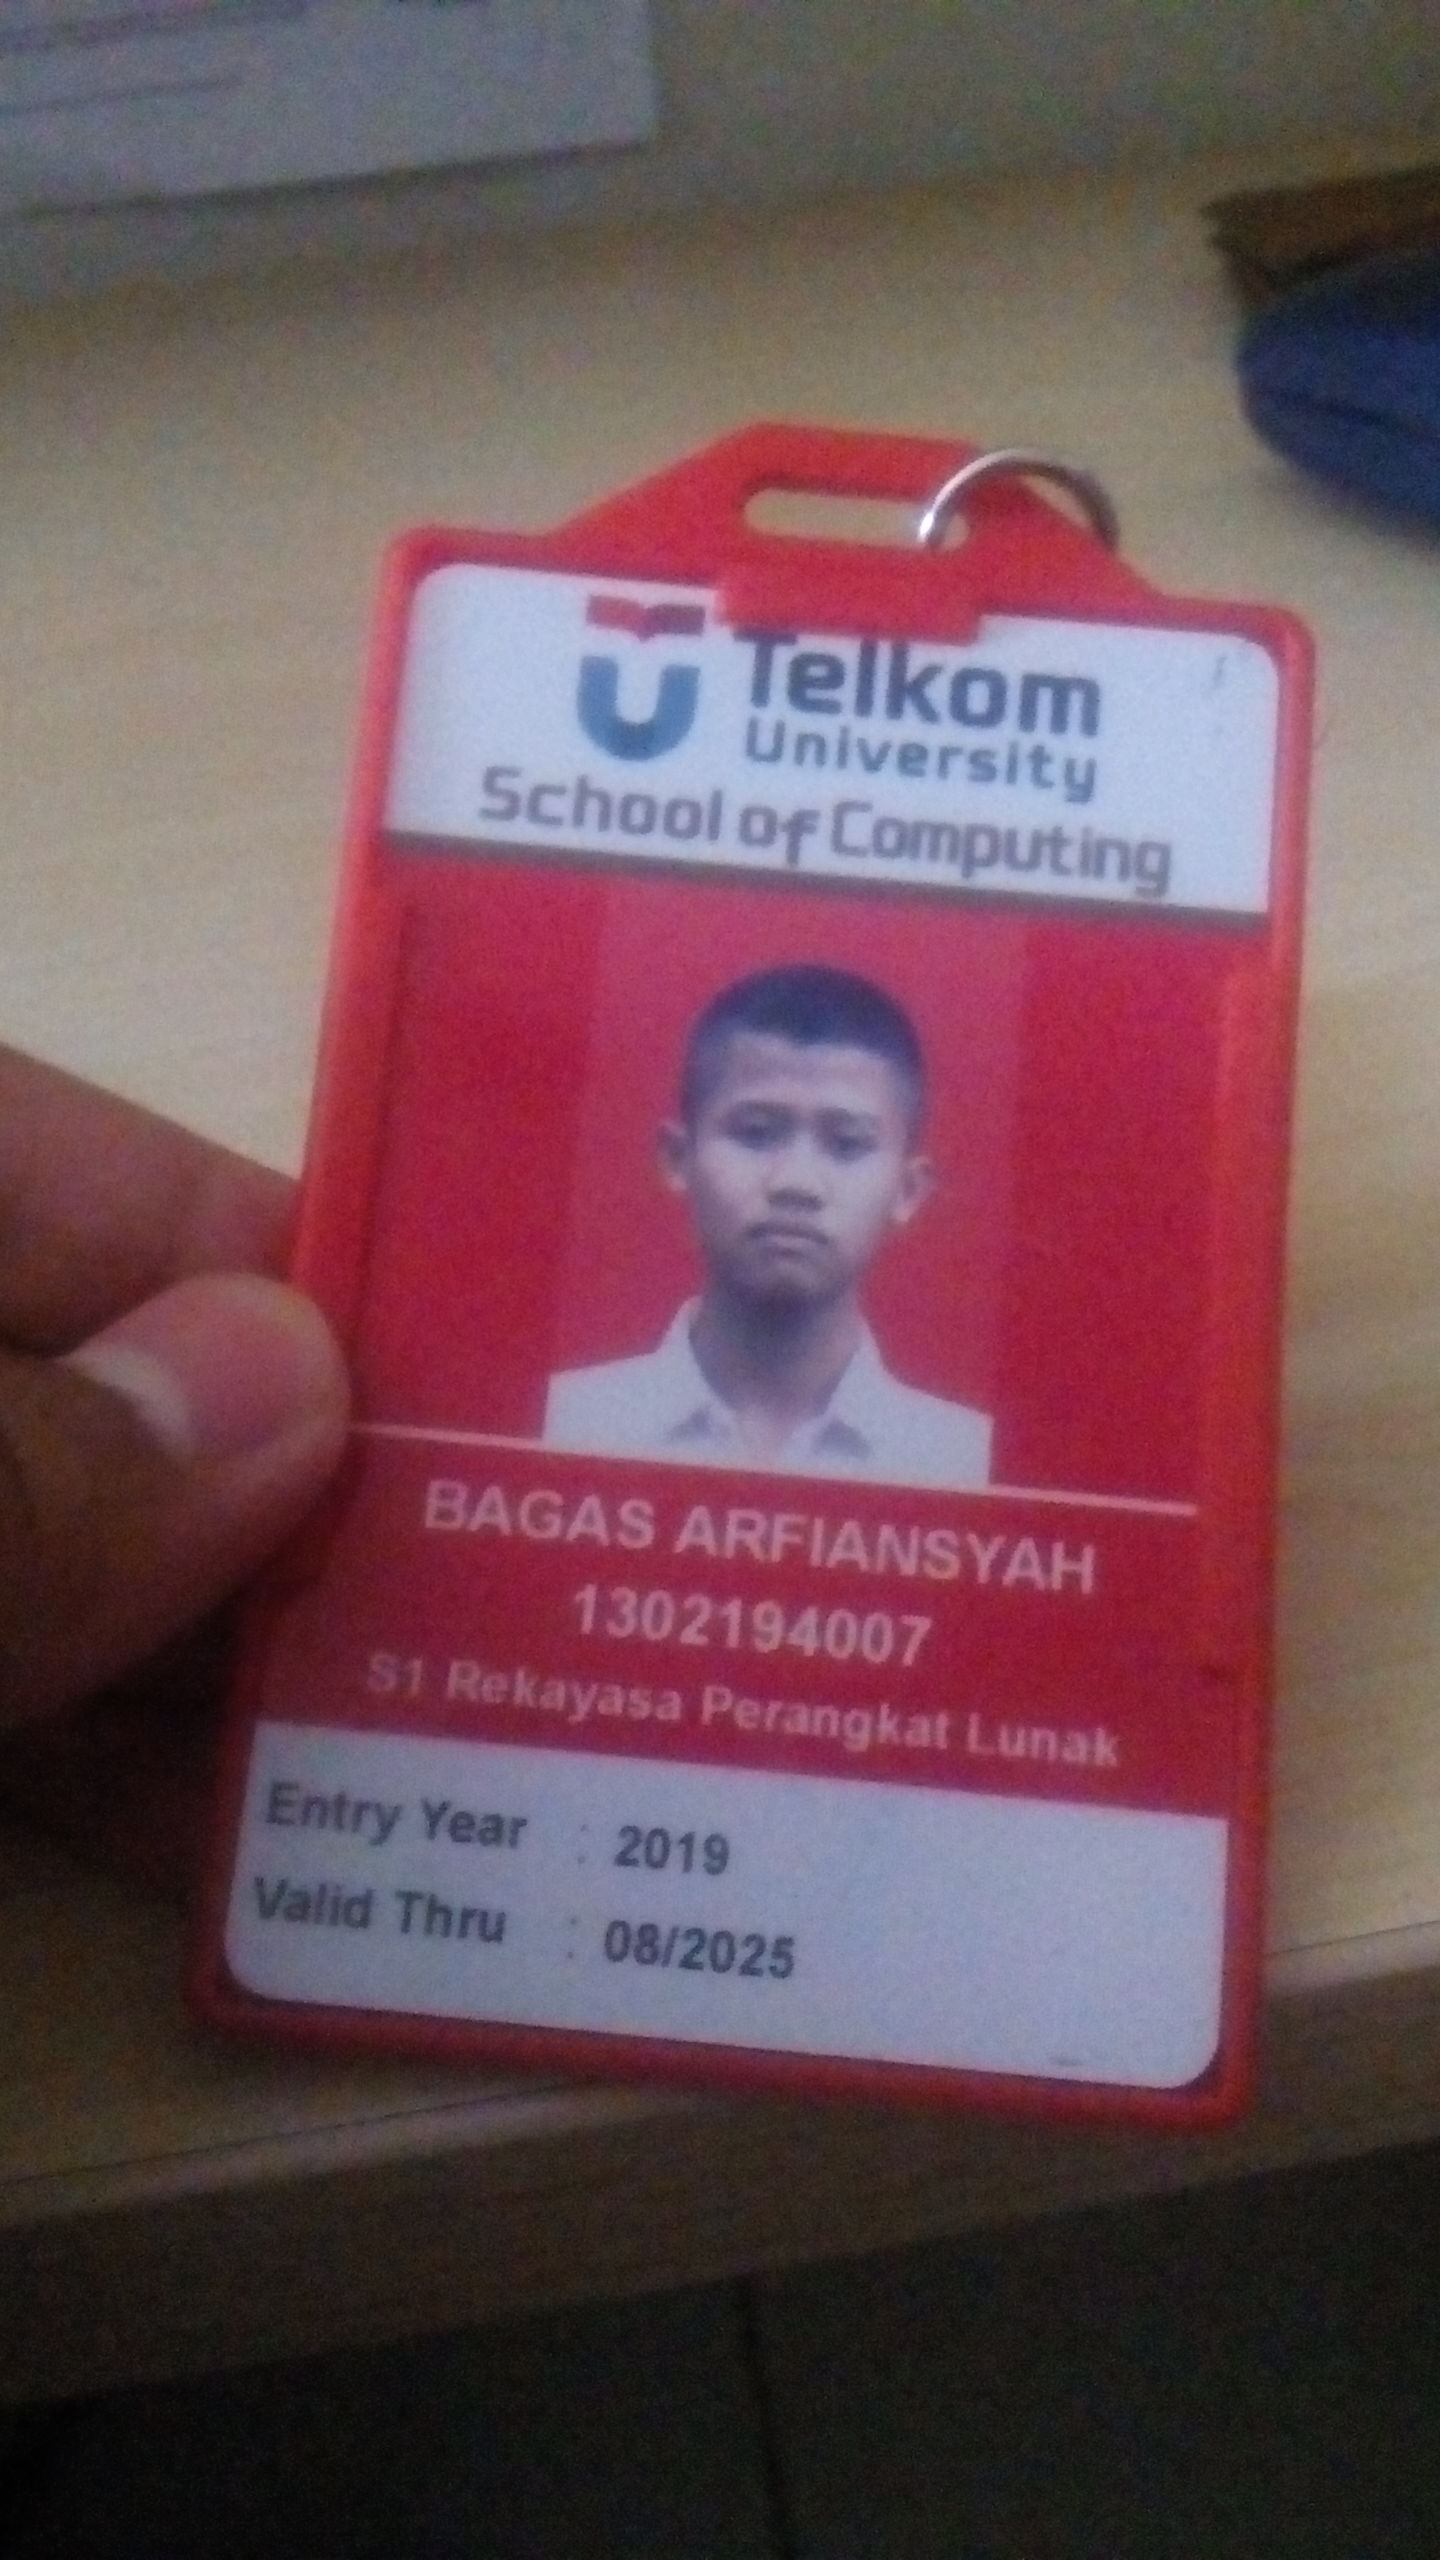 Telkom
University
School of Computing
BAGAS ARFIANSYAH
1302194007
S1 Rekayasa Perangkat Lunak
Entry Year : 2019
Valid Thru : 08/2025